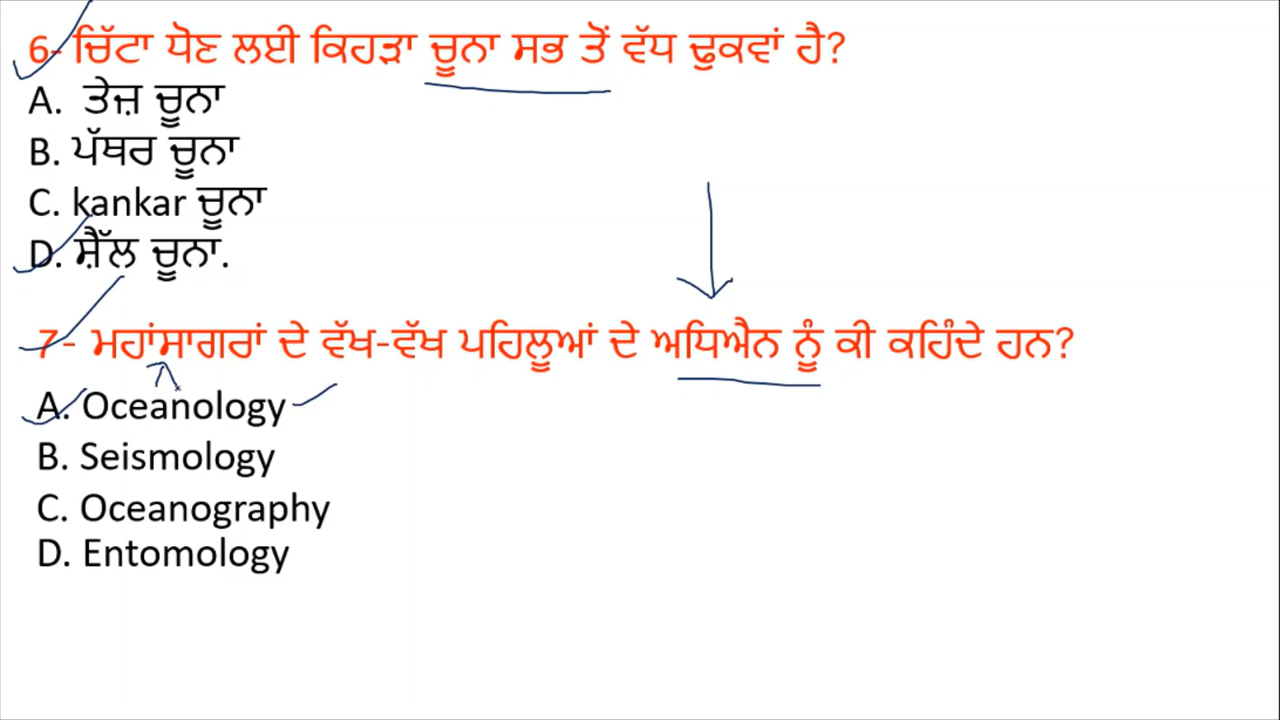 6- ਚਿੱਟਾ ਧੋਣ ਲਈ ਕਿਹੜਾ ਚੂਨਾ ਸਭ ਤੋਂ ਵੱਧ ਢੁਕਵਾਂ ਹੈ?
A. ਤੇਜ਼ ਚੂਨਾ
B. ਪੱਥਰ ਚੂਨਾ
C. kankar ਚੂਨਾ
D. ਸ਼ੈੱਲ ਚੂਨਾ.
7- ਮਹਾਂਸਾਗਰਾਂ ਦੇ ਵੱਖ-ਵੱਖ ਪਹਿਲੂਆਂ ਦੇ ਅਧਿਐਨ ਨੂੰ ਕੀ ਕਹਿੰਦੇ ਹਨ?
A. Oceanology
B. Seismology
C. Oceanography
D. Entomology